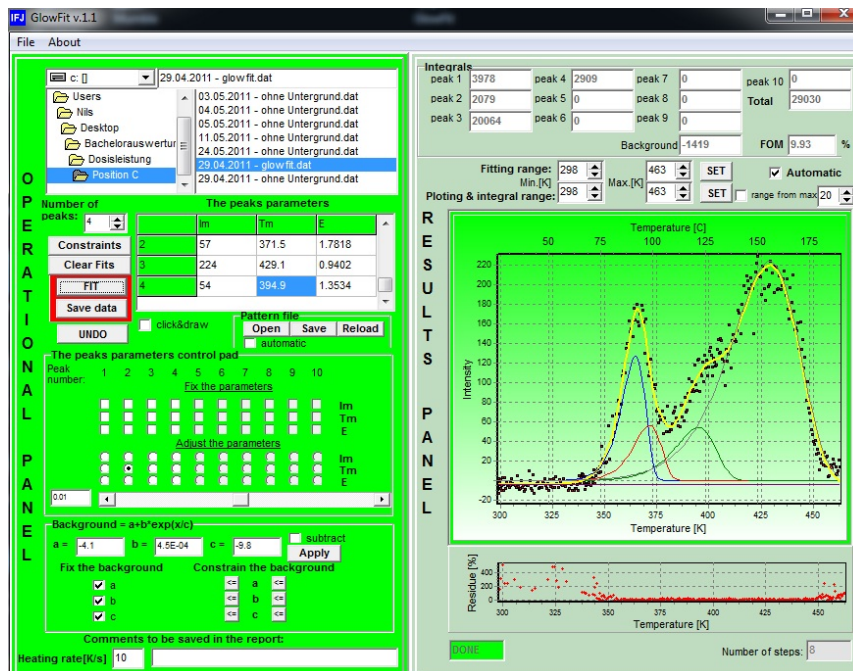 IFJ GlowFit v.1.1
File About
c: []
29.04.2011 - glowfit.dat
Users
Nils
Desktop
Bachelorauswertur
Dosisleistung
Position C
03.05.2011 - ohne Untergrund.dat
04.05.2011 - ohne Untergrund.dat
05.05.2011 - ohne Untergrund.dat
11.05.2011 - ohne Untergrund.dat
24.05.2011 - ohne Untergrund.dat
29.04.2011 - glowfit.dat
29.04.2011 - ohne Untergrund.dat
OPERATIONAL PANEL
Number of
peaks: 4
The peaks parameters
Im Tm E
2 57 371.5 1.7818
3 224 429.1 0.9402
4 54 394.9 1.3534
Constraints
Clear Fits
FIT
Save data
UNDO
click&draw
Pattern file
Open Save Reload
automatic
The peaks parameters control pad
Peak
number: 1 2 3 4 5 6 7 8 9 10
Fix the parameters
Im
Tm
E
Adjust the parameters
Im
Tm
E
0.01
Background = a+b*exp(x/c)
a = -4.1 b = 4.5E-04 c = -9.8
subtract
Apply
Fix the background Constrain the background
a <= a <=
b <= b <=
c <= c <=
Comments to be saved in the report:
Heating rate[K/s] 10
RESULTS PANEL
Integrals
peak 1 3978 peak 4 2909 peak 7 0 peak 10 0
peak 2 2079 peak 5 0 peak 8 0 Total 29030
peak 3 20064 peak 6 0 peak 9 0
Background -1419 FOM 9.93 %
Fitting range: 298 463 SET Automatic
Min.[K] Max.[K]
Ploting & integral range: 298 463 SET range from max 20
Temperature [C]
50 75 100 125 150 175
Intensity
220
200
180
160
140
120
100
80
60
40
20
0
-20
300 325 350 375 400 425 450
Temperature [K]
Residue [%]
400
200
0
300 325 350 375 400 425 450
Temperature [K]
DONE
Number of steps: 8